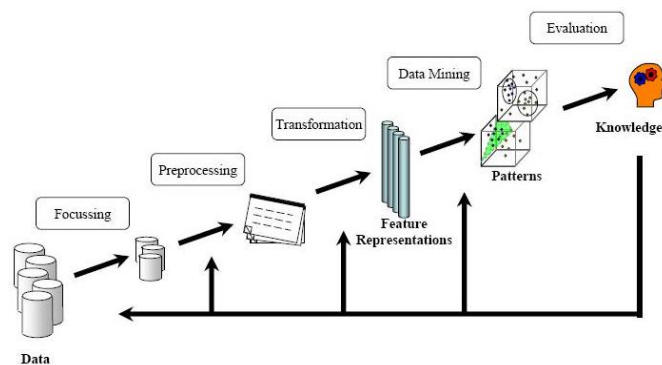 Evaluation
Data Mining
Transformation
Preprocessing
Focussing
Knowledge
Patterns
Feature
Representations
Data